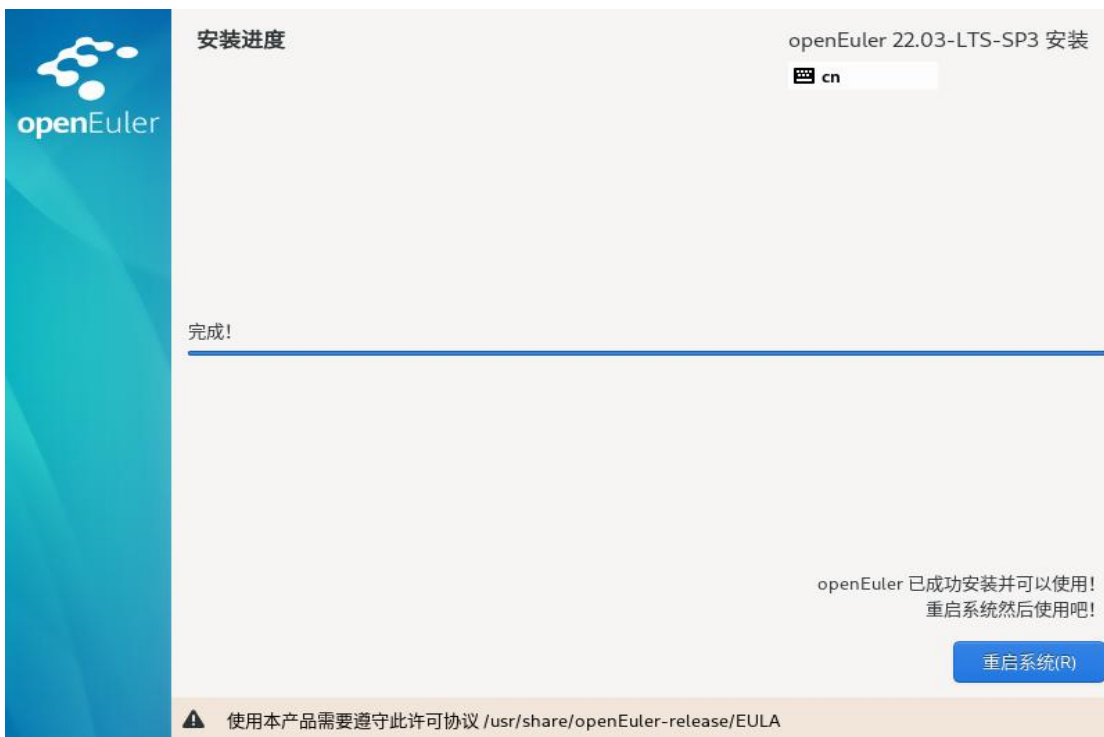 openEuler
安装进度
openEuler 22.03-LTS-SP3 安装
cn
完成!
openEuler 已成功安装并可以使用!
重启系统然后使用吧!
重启系统(R)
使用本产品需要遵守此许可协议 /usr/share/openEuler-release/EULA